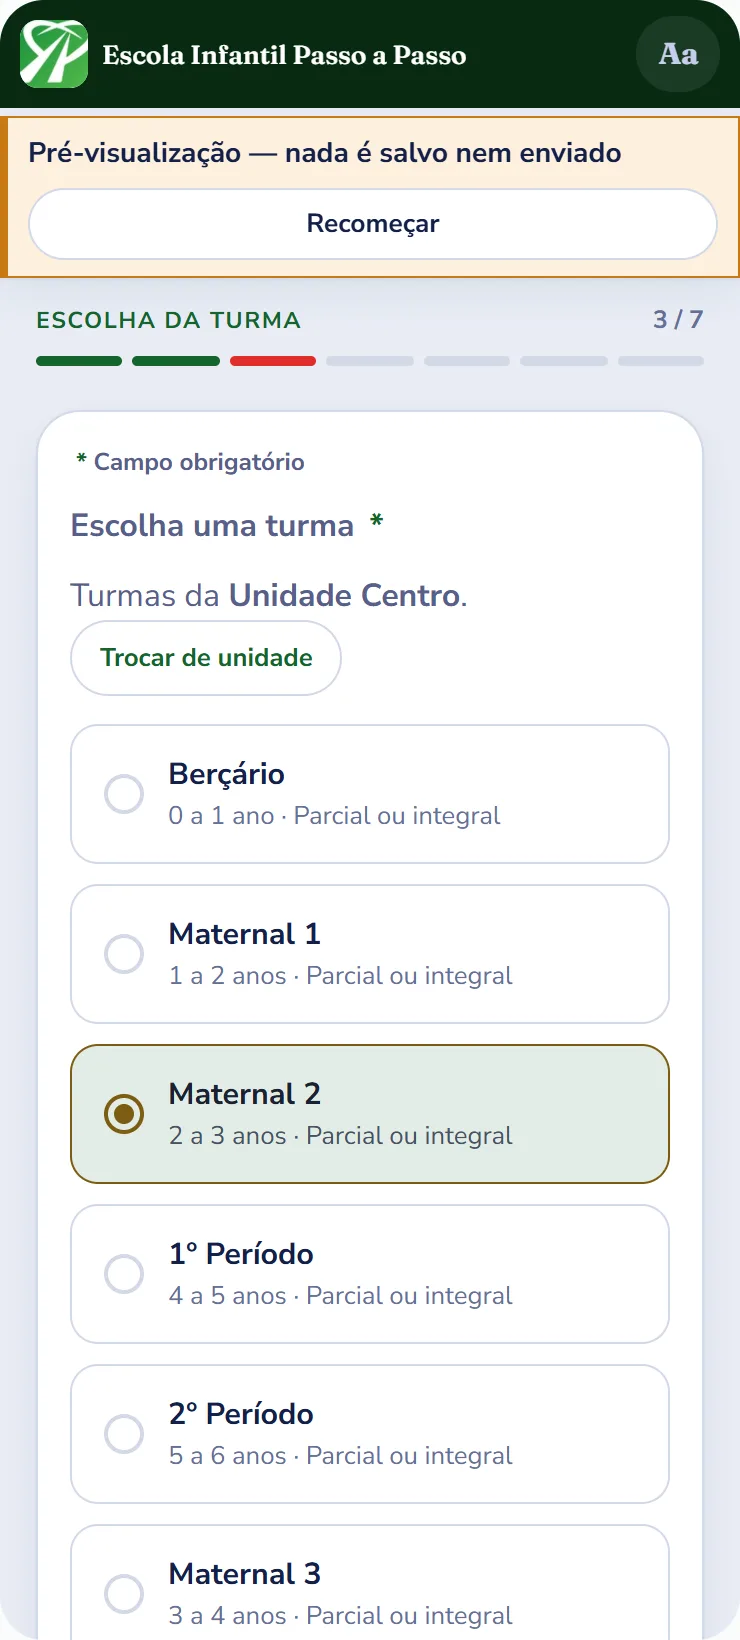 Escola Infantil Passo a Passo
Aa
Pré-visualização — nada é salvo nem enviado
Recomeçar
ESCOLHA DA TURMA
3 / 7
* Campo obrigatório
Escolha uma turma *
Turmas da Unidade Centro.
Trocar de unidade
Berçário
0 a 1 ano · Parcial ou integral
Maternal 1
1 a 2 anos · Parcial ou integral
Maternal 2
2 a 3 anos · Parcial ou integral
1º Período
4 a 5 anos · Parcial ou integral
2º Período
5 a 6 anos · Parcial ou integral
Maternal 3
3 a 4 anos · Parcial ou integral